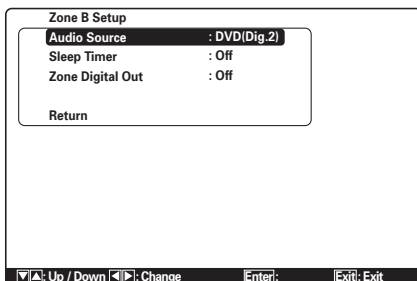 Zone B Setup
Audio Source : DVD(Dig.2)
Sleep Timer : Off
Zone Digital Out : Off
Return
▼▲: Up / Down ◀▶: Change Enter: Exit: Exit